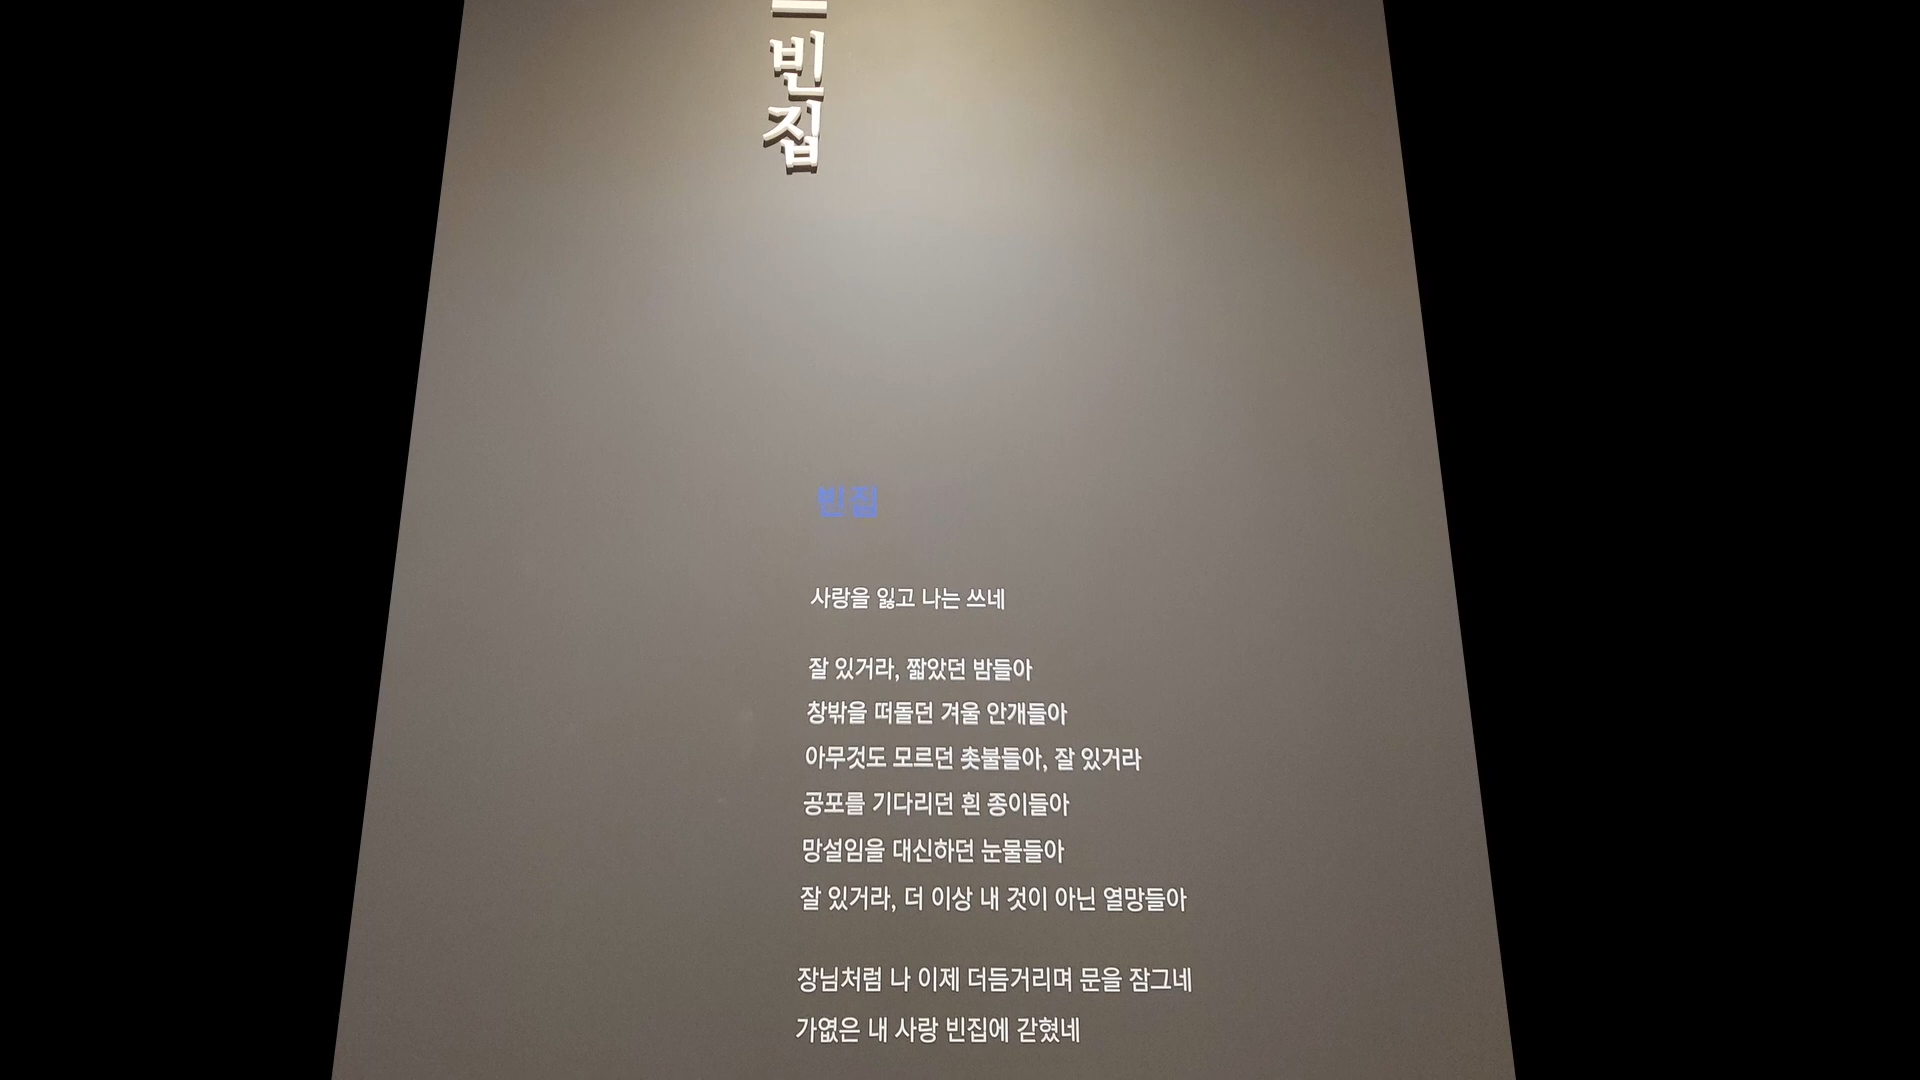 빈집
빈집
사랑을 잃고 나는 쓰네
잘 있거라, 짧았던 밤들아
창밖을 떠돌던 겨울 안개들아
아무것도 모르던 촛불들아, 잘 있거라
공포를 기다리던 흰 종이들아
망설임을 대신하던 눈물들아
잘 있거라, 더 이상 내 것이 아닌 열망들아
장님처럼 나 이제 더듬거리며 문을 잠그네
가엾은 내 사랑 빈집에 갇혔네